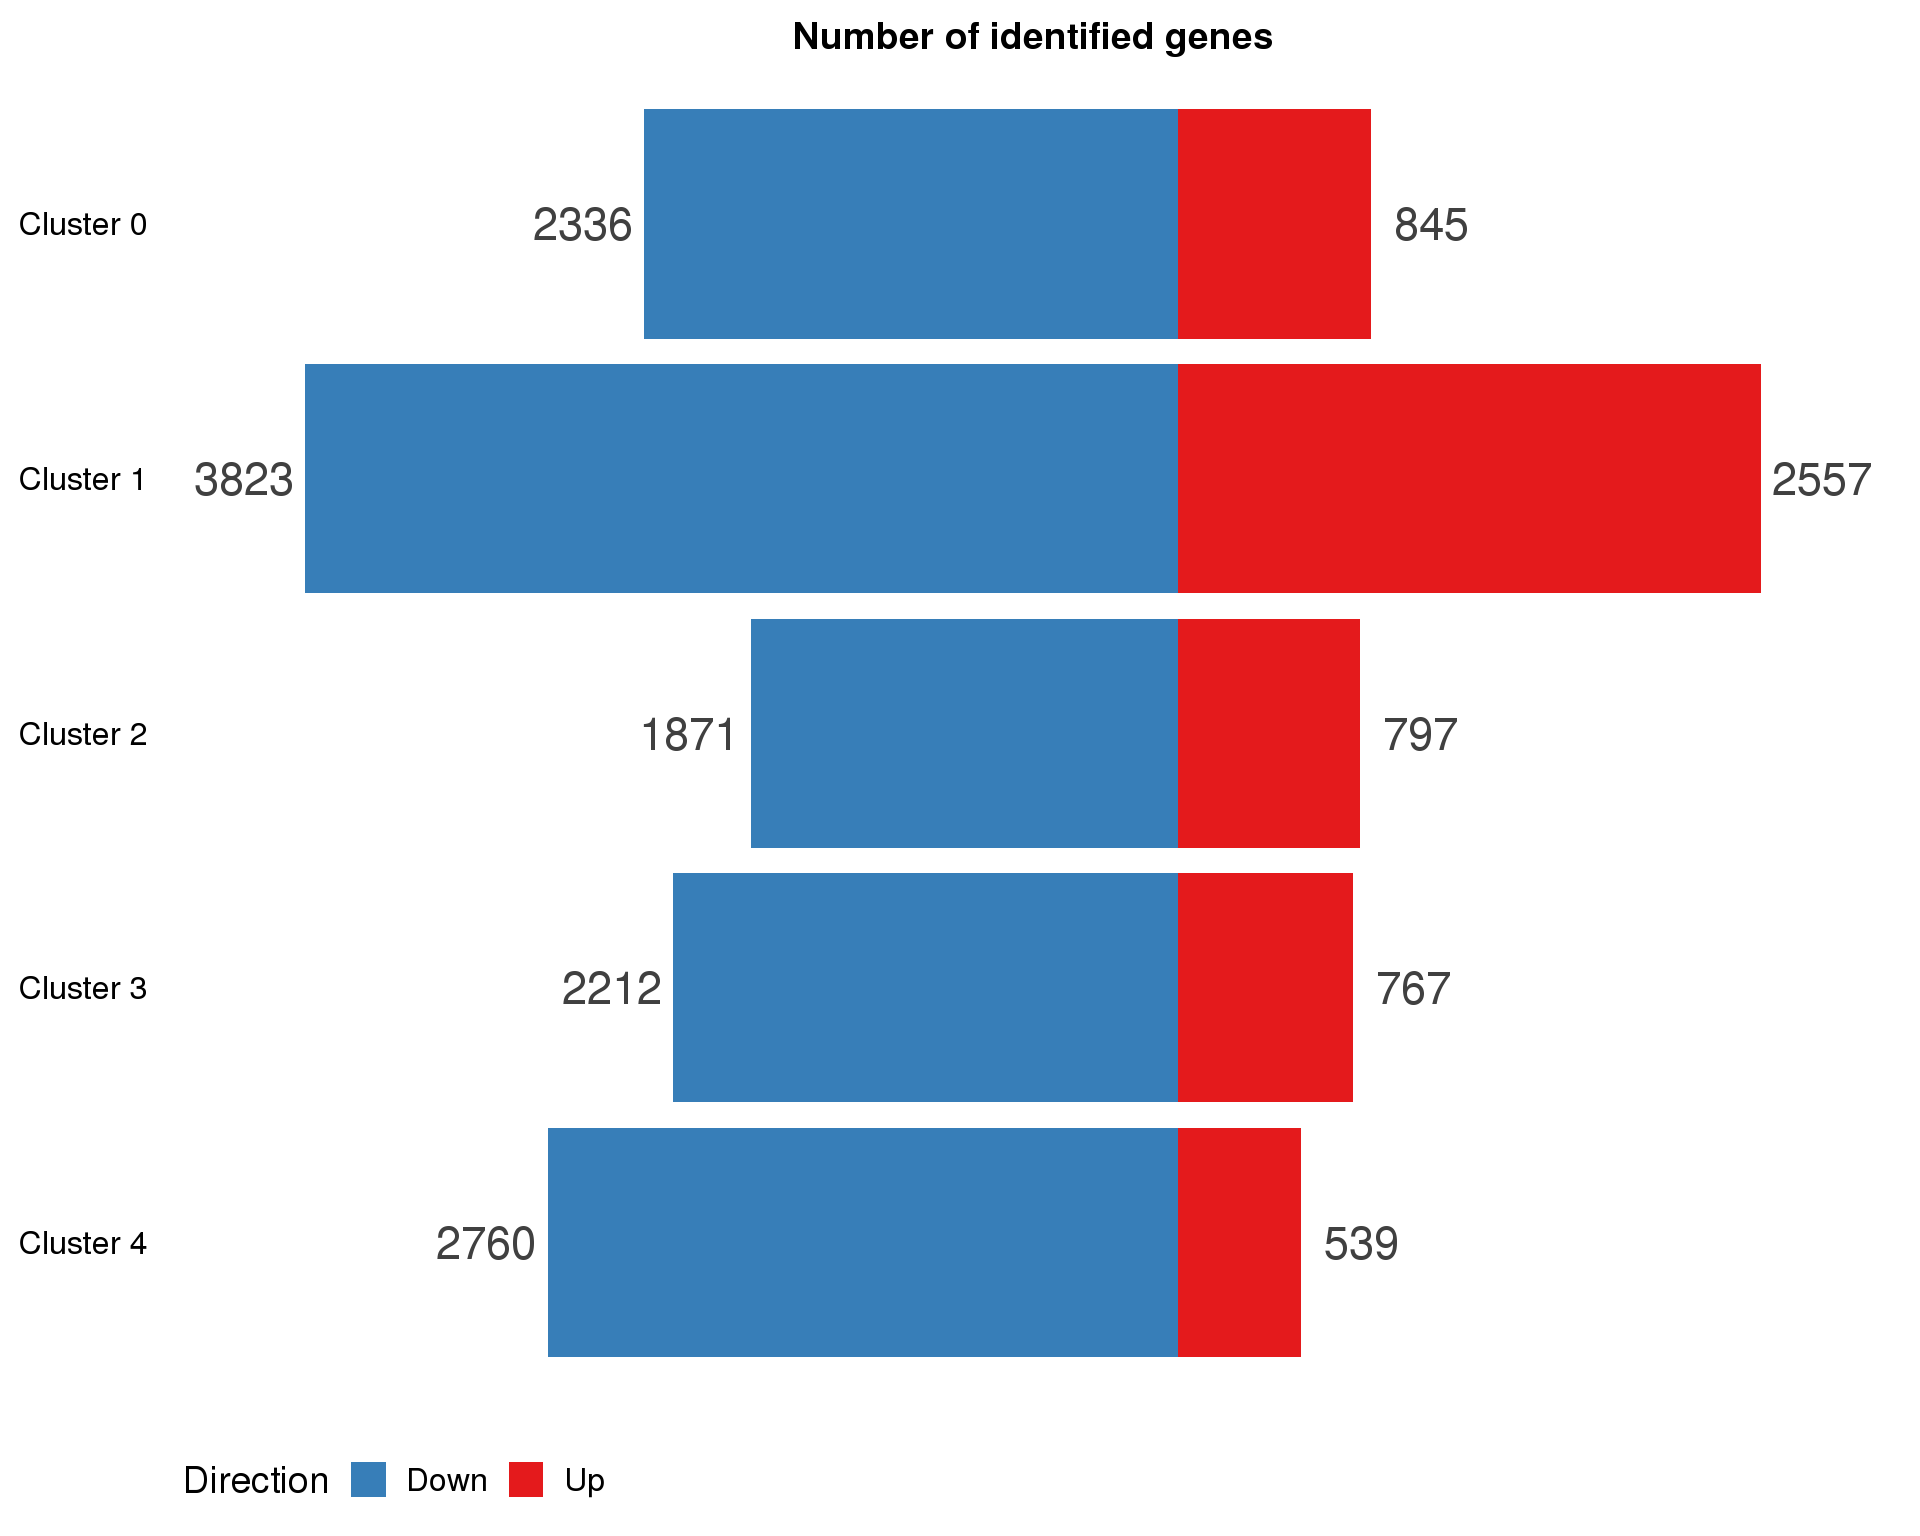 Number of identified genes
Cluster 0 2336 845
Cluster 1 3823 2557
Cluster 2 1871 797
Cluster 3 2212 767
Cluster 4 2760 539
Direction Down Up